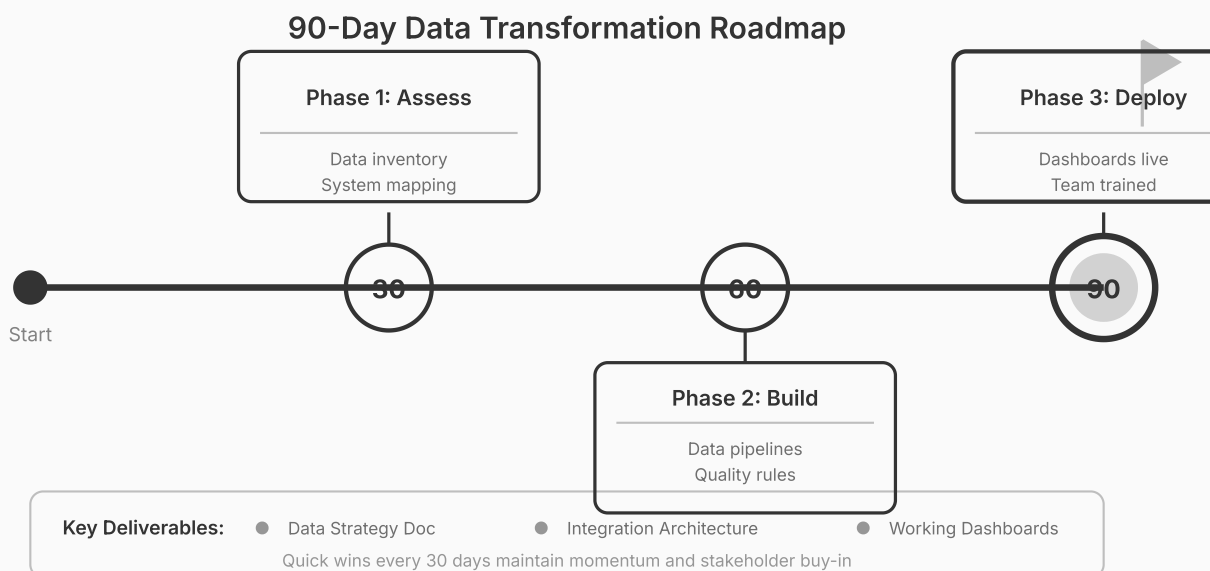 90-Day Data Transformation Roadmap
Phase 1: Assess
Data inventory
System mapping
Phase 3: Deploy
Dashboards live
Team trained
30
60
90
Start
Phase 2: Build
Data pipelines
Quality rules
Key Deliverables:
Data Strategy Doc
Integration Architecture
Working Dashboards
Quick wins every 30 days maintain momentum and stakeholder buy-in